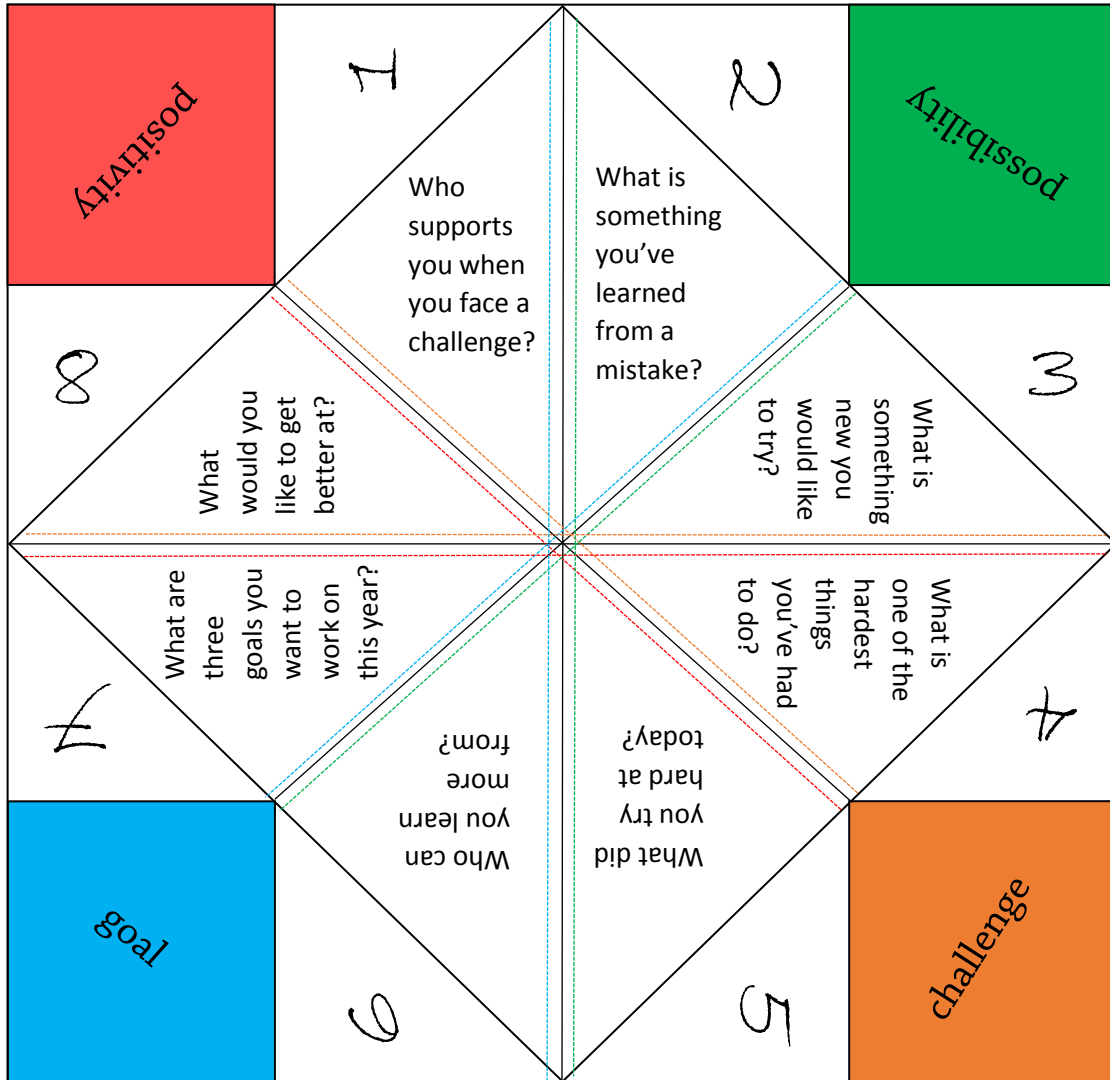 positivity
1
2
possibility
Who
supports
you when
you face a
challenge?
What is
something
you’ve
learned
from a
mistake?
3
What is
something
new you
would like
to try?
4
What is
one of the
hardest
things
you’ve had
to do?
challenge
5
What did
you try
hard at
today?
6
Who can
you learn
more
from?
goal
7
What are
three
goals you
want to
work on
this year?
8
What
would you
like to get
better at?